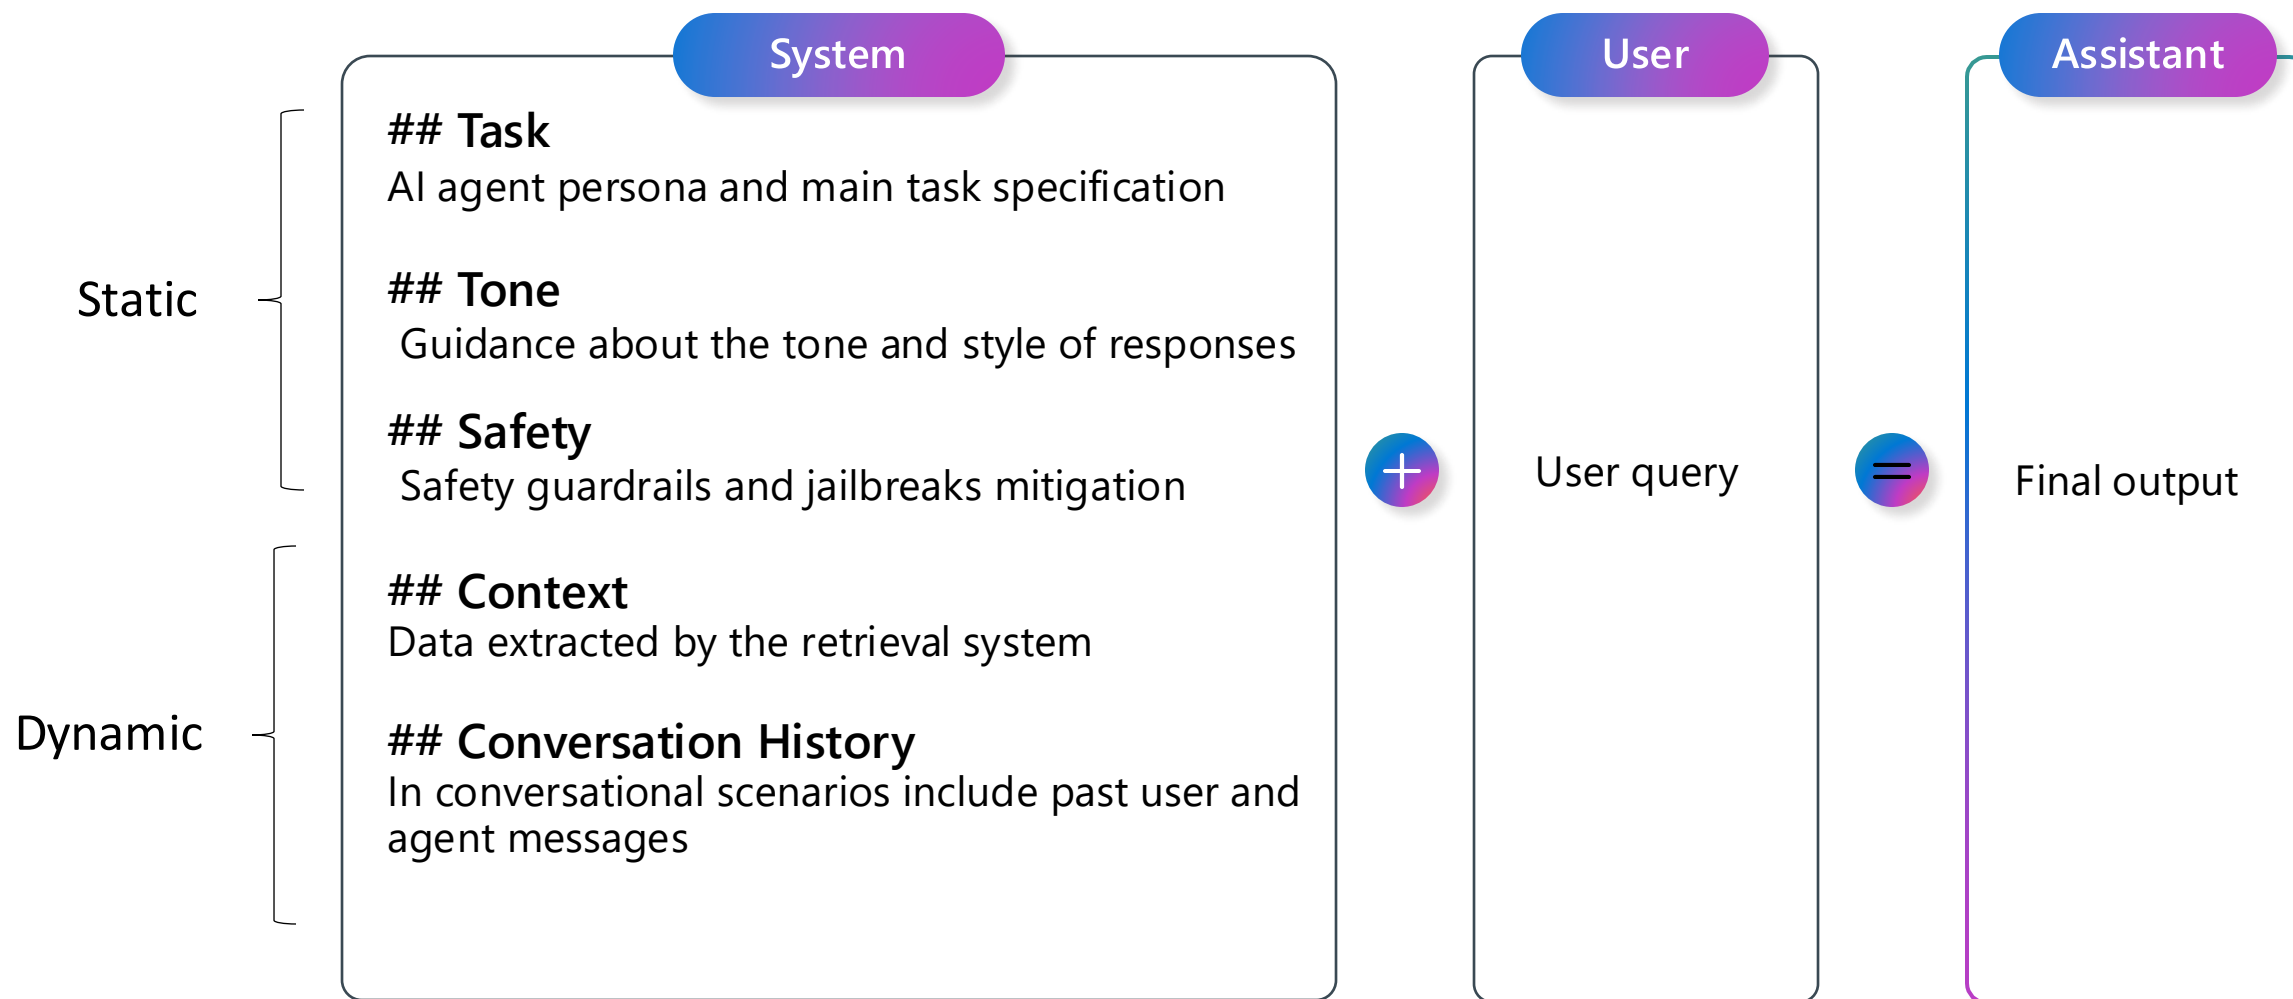 System
User
Assistant
Static
## Task
AI agent persona and main task specification
## Tone
Guidance about the tone and style of responses
## Safety
Safety guardrails and jailbreaks mitigation
Dynamic
## Context
Data extracted by the retrieval system
## Conversation History
In conversational scenarios include past user and
agent messages
+
User query
=
Final output